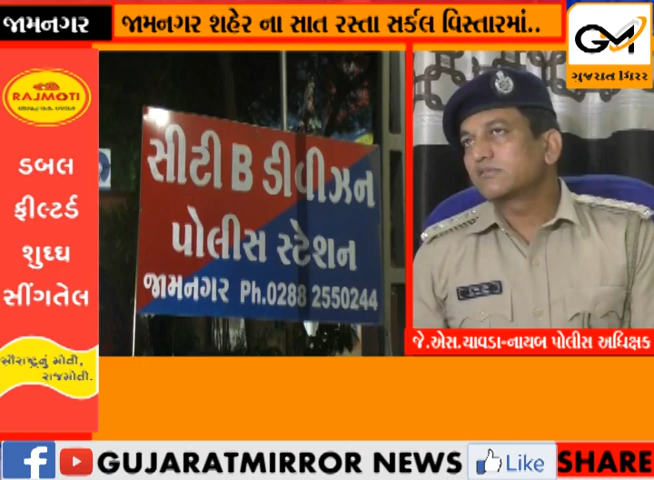 જામનગર
જામનગર શહેર ના સાત રસ્તા સર્કલ વિસ્તારમાં..
GM
ગુજરાત મિરર
RAJMOTI
ડબલ
ફીલ્ટર્ડ
શુધ્ધ
સીંગતેલ
સૌરાષ્ટ્રનું મોતી,
રાજમોતી.
સીટી B ડીવીઝન
પોલીસ સ્ટેશન
જામનગર Ph.0288 2550244
જે.એસ.ચાવડા-નાયબ પોલીસ અધિક્ષક
GUJARATMIRROR NEWS Like SHARE